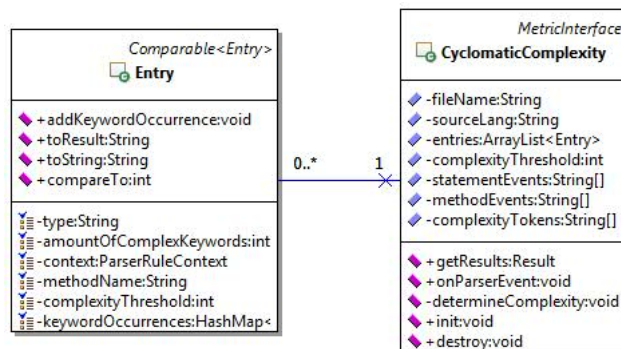 Comparable<Entry>
Entry
+addKeywordOccurrence:void
+toResult:String
+toString:String
+compareTo:int
-type:String
-amountOfComplexKeywords:int
-context:ParserRuleContext
-methodName:String
-complexityThreshold:int
-keywordOccurrences:HashMap<
0..*
1
MetricInterface
CyclomaticComplexity
-fileName:String
-sourceLang:String
-entries:ArrayList<Entry>
-complexityThreshold:int
-statementEvents:String[]
-methodEvents:String[]
-complexityTokens:String[]
+getResults:Result
+onParserEvent:void
-determineComplexity:void
+init:void
+destroy:void